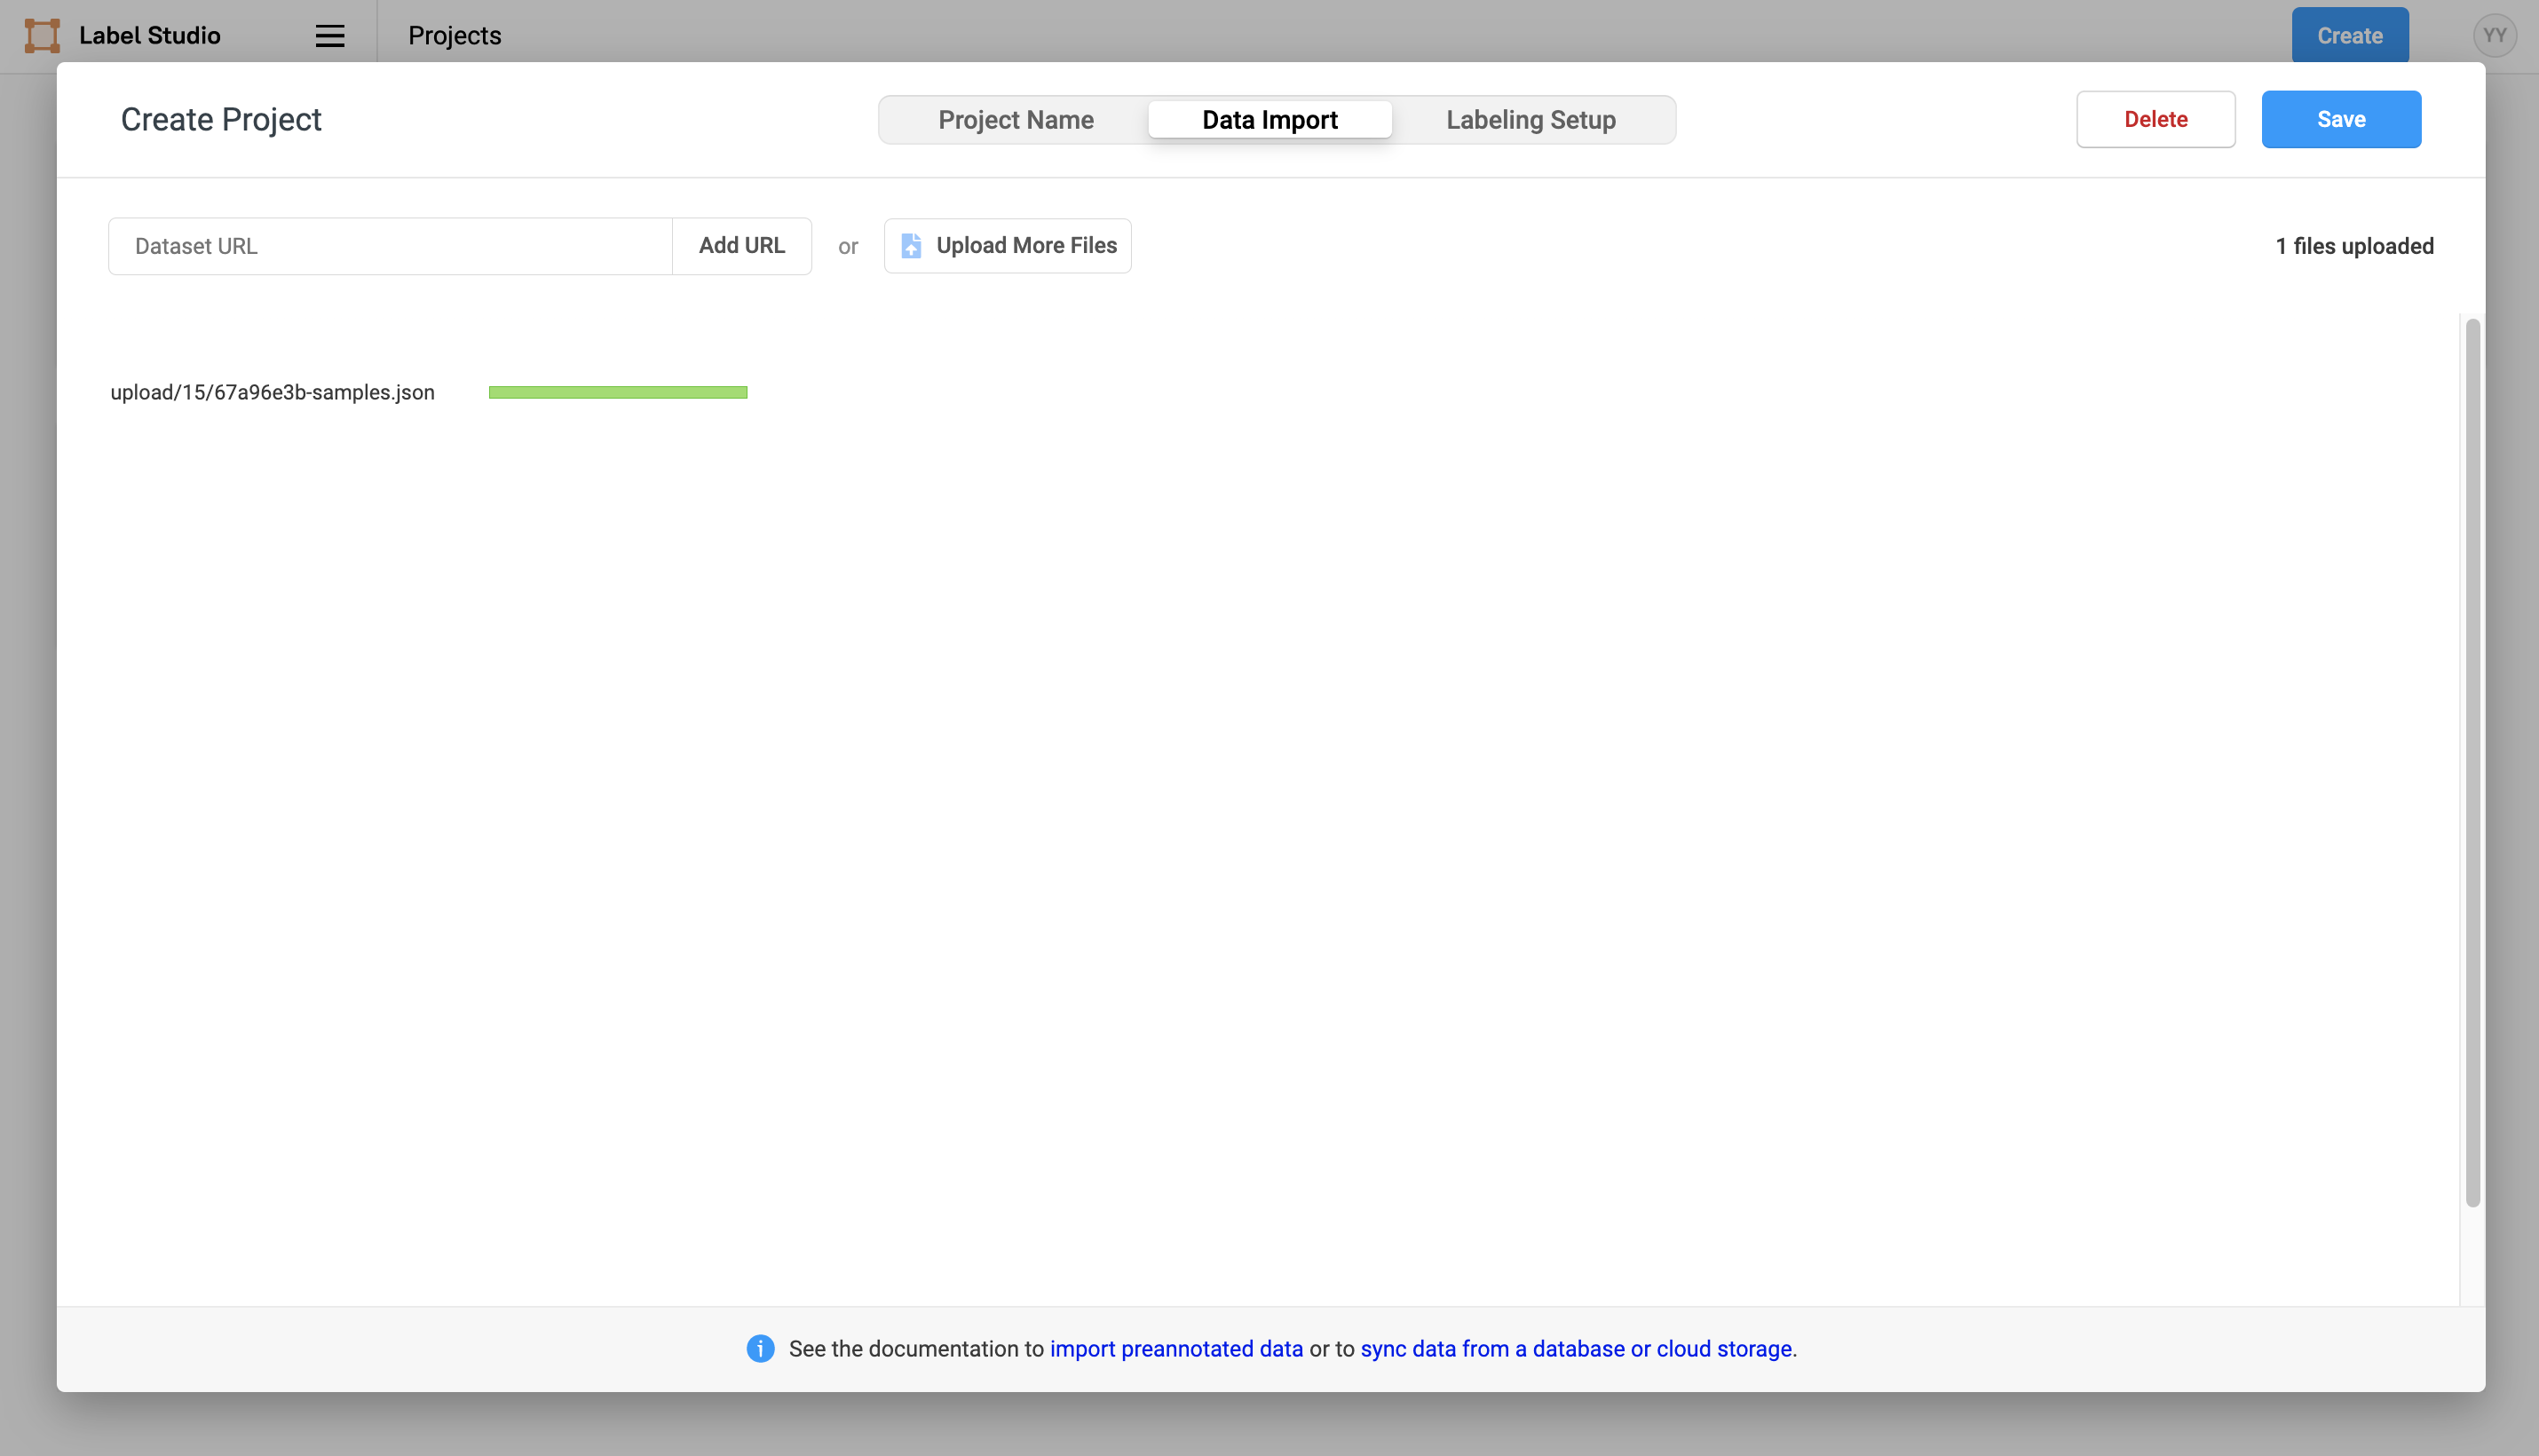 Label Studio
Projects
Create
YY
Create Project
Project Name
Data Import
Labeling Setup
Delete
Save
Dataset URL
Add URL
or
Upload More Files
1 files uploaded
upload/15/67a96e3b-samples.json
See the documentation to import preannotated data or to sync data from a database or cloud storage.